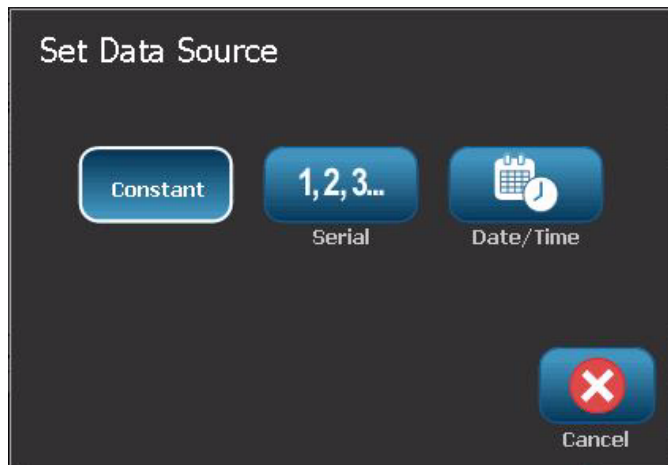 Set Data Source
Constant
1, 2, 3...
Serial
Date/Time
Cancel